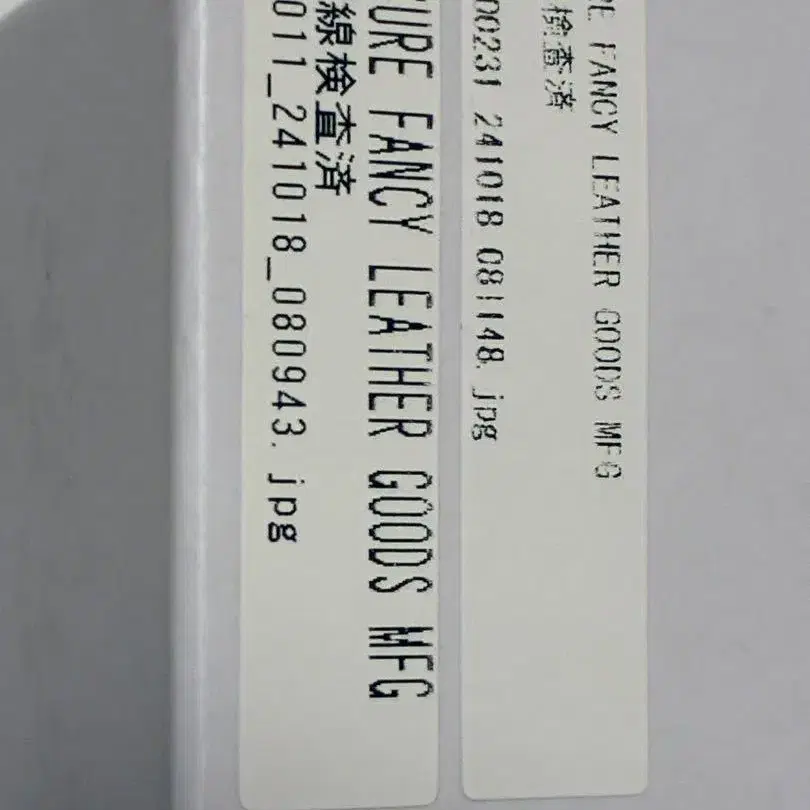 RE FANCY LEATHER GOODS MFG
検査済
00231 241018 081148.jpg
URE FANCY LEATHER GOODS MFG
線検査済
011_241018_080943.jpg